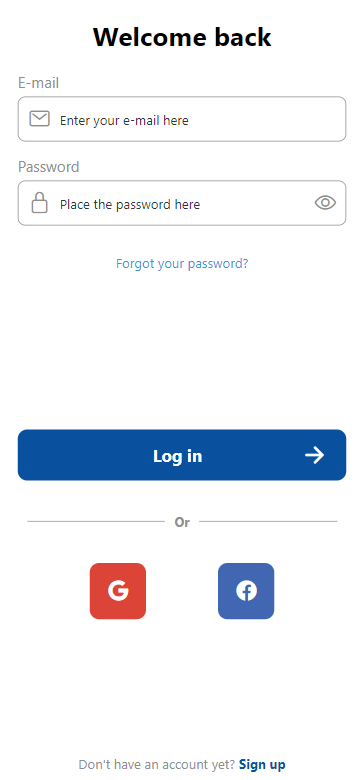 Welcome back
E-mail
Enter your e-mail here
Password
Place the password here
Forgot your password?
Log in
Or
G
Don't have an account yet? Sign up